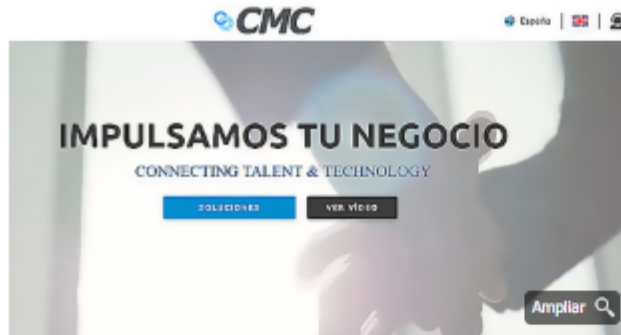 CMC
España
IMPULSAMOS TU NEGOCIO
CONNECTING TALENT & TECHNOLOGY
SOLUCIONES
VER VÍDEO
Ampliar